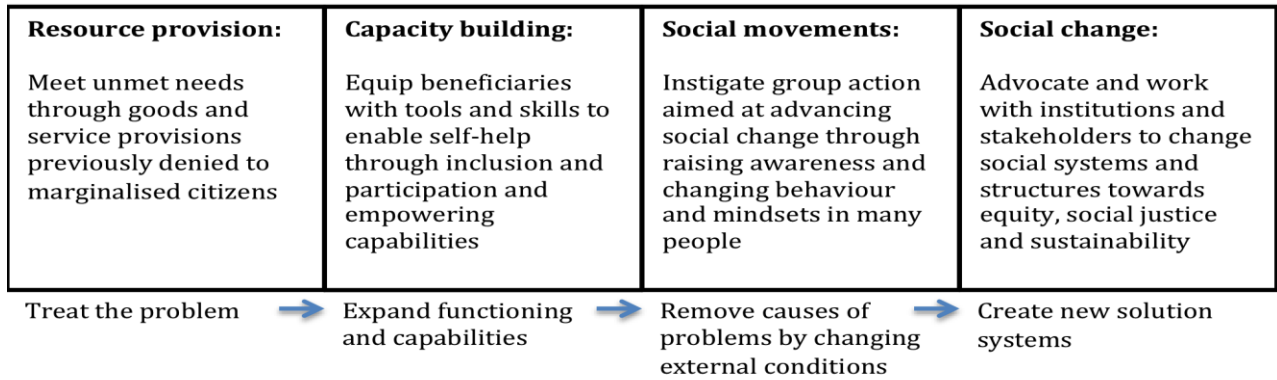 Resource provision:
Meet unmet needs
through goods and
service provisions
previously denied to
marginalised citizens
Capacity building:
Equip beneficiaries
with tools and skills to
enable self-help
through inclusion and
participation and
empowering
capabilities
Social movements:
Instigate group action
aimed at advancing
social change through
raising awareness and
changing behaviour
and mindsets in many
people
Social change:
Advocate and work
with institutions and
stakeholders to change
social systems and
structures towards
equity, social justice
and sustainability
Treat the problem
Expand functioning
and capabilities
Remove causes of
problems by changing
external conditions
Create new solution
systems